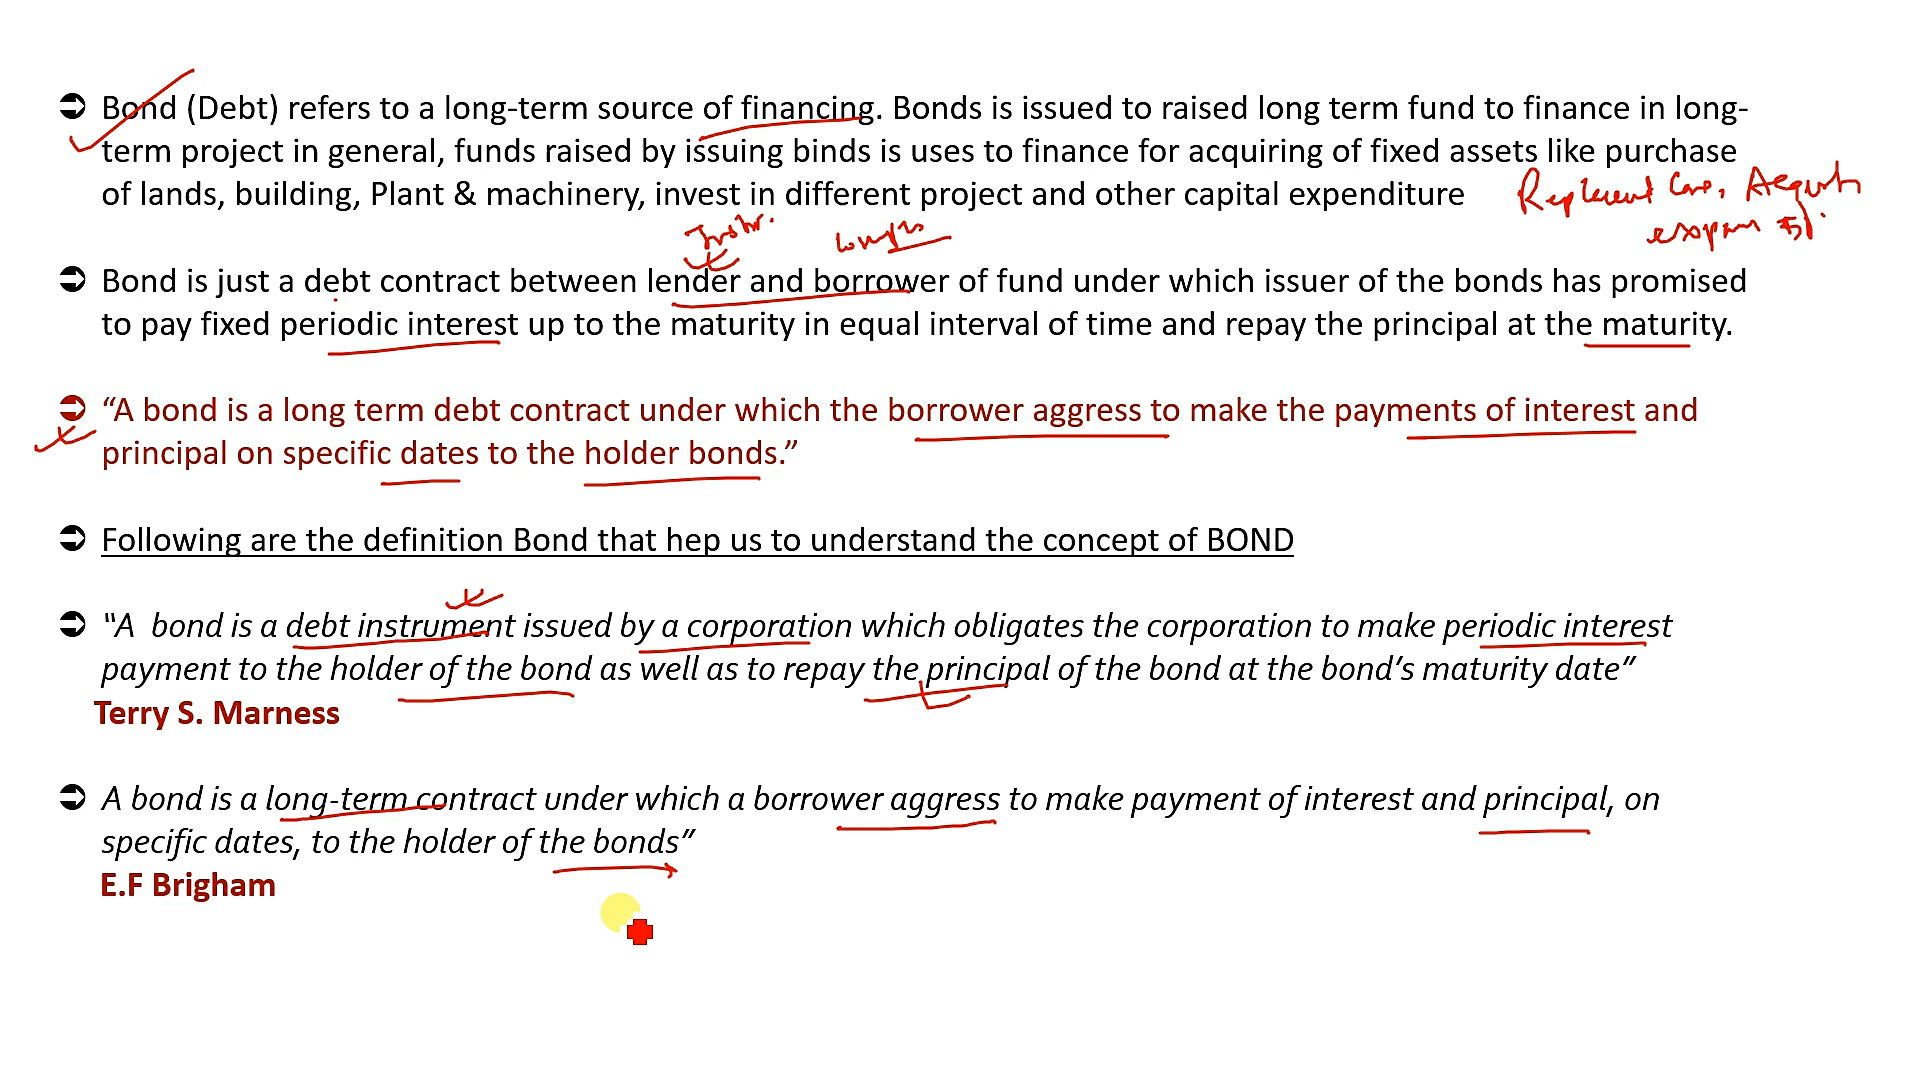 Bond (Debt) refers to a long-term source of financing. Bonds is issued to raised long term fund to finance in long-
term project in general, funds raised by issuing binds is uses to finance for acquiring of fixed assets like purchase
of lands, building, Plant & machinery, invest in different project and other capital expenditure
Bond is just a debt contract between lender and borrower of fund under which issuer of the bonds has promised
to pay fixed periodic interest up to the maturity in equal interval of time and repay the principal at the maturity.
“A bond is a long term debt contract under which the borrower aggress to make the payments of interest and
principal on specific dates to the holder bonds.”
Following are the definition Bond that hep us to understand the concept of BOND
“A bond is a debt instrument issued by a corporation which obligates the corporation to make periodic interest
payment to the holder of the bond as well as to repay the principal of the bond at the bond’s maturity date”
Terry S. Marness
A bond is a long-term contract under which a borrower aggress to make payment of interest and principal, on
specific dates, to the holder of the bonds”
E.F Brigham